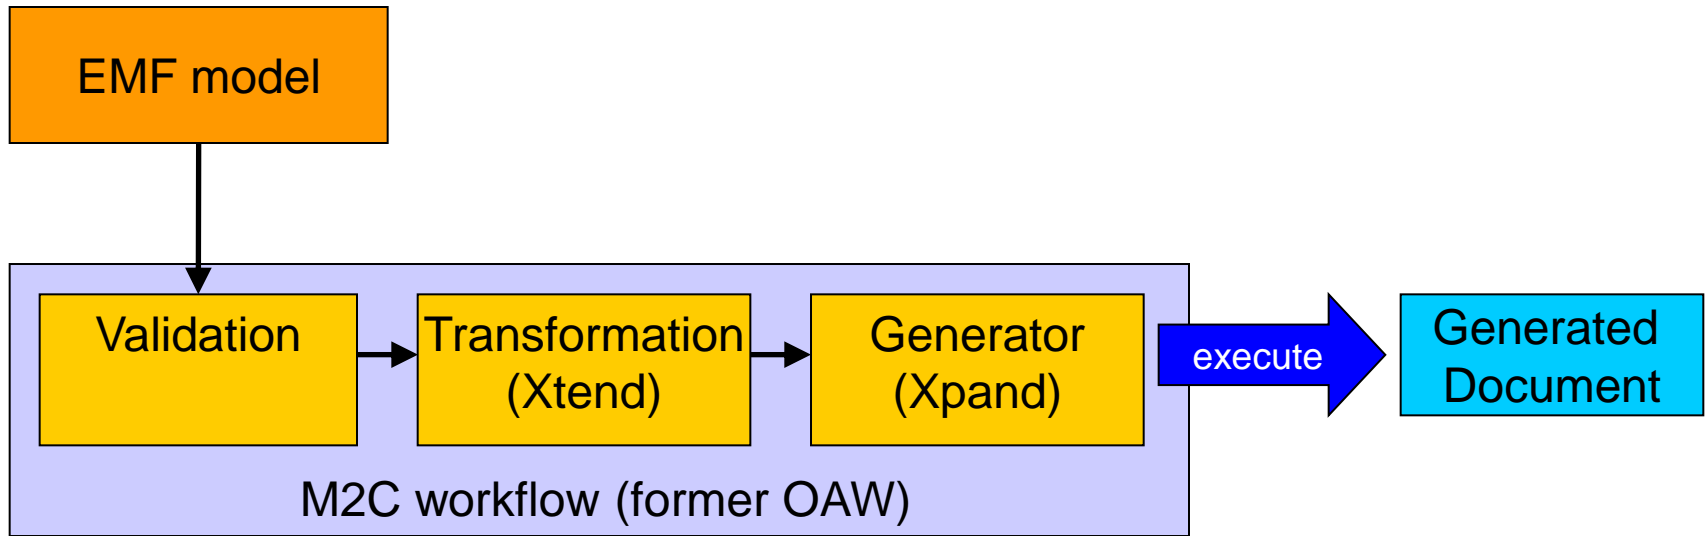 EMF model
Validation
Transformation
(Xtend)
Generator
(Xpand)
execute
Generated
Document
M2C workflow (former OAW)